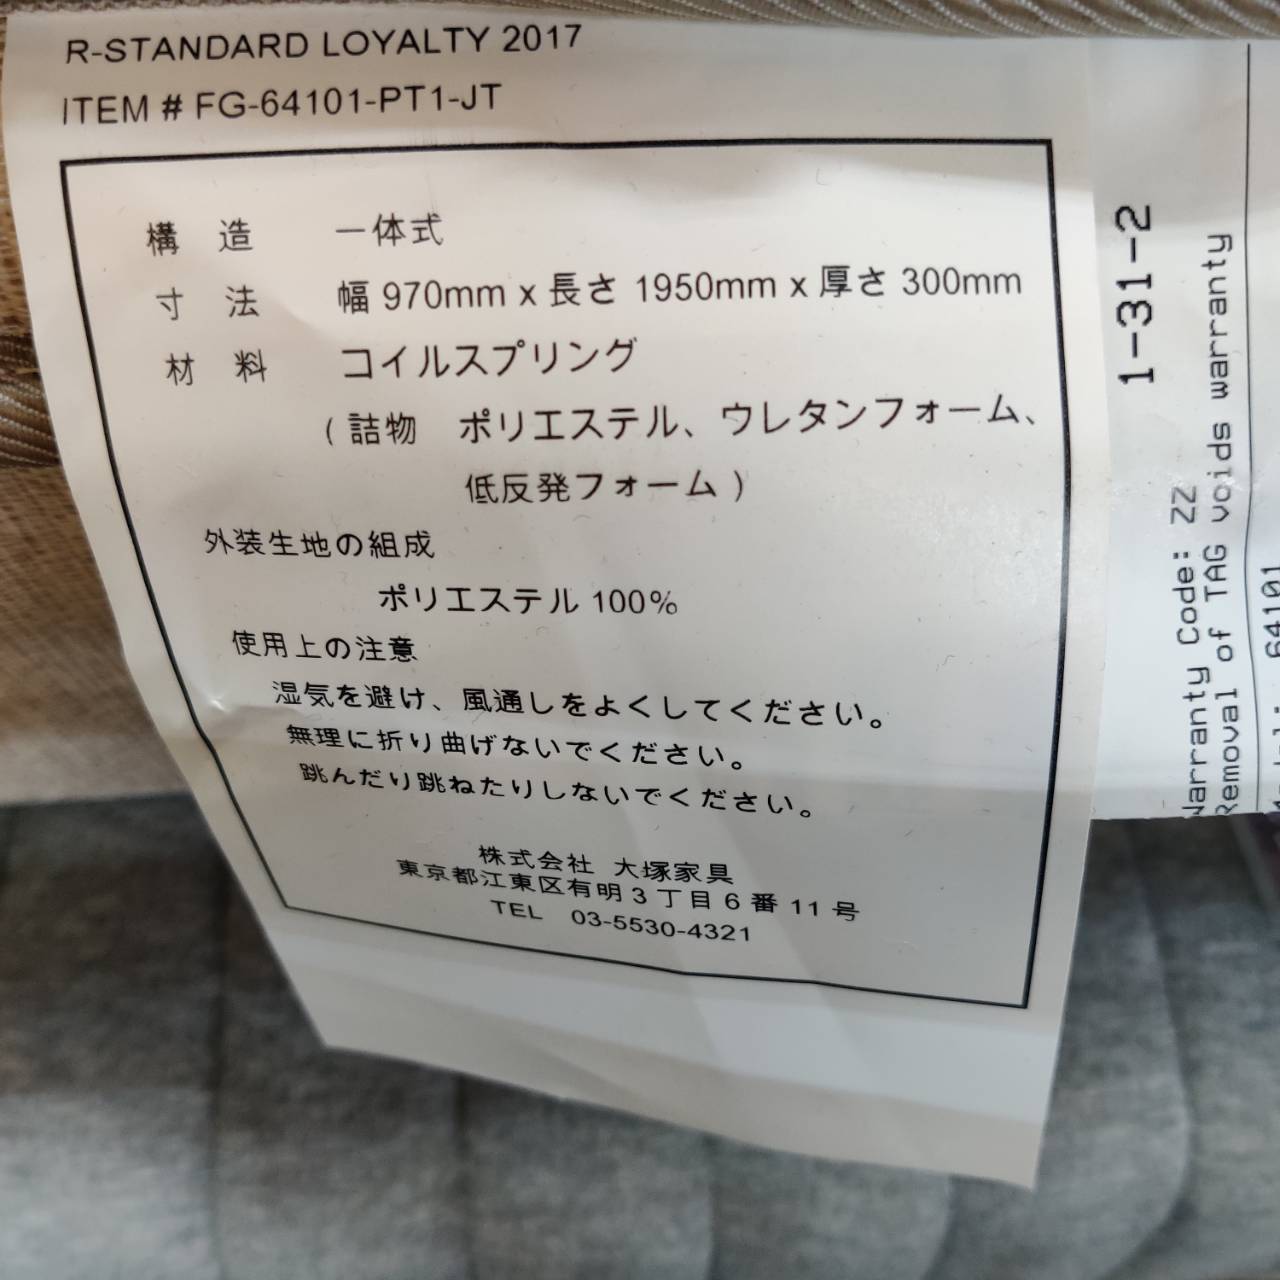 R-STANDARD LOYALTY 2017
ITEM # FG-64101-PT1-JT
構 造 一体式
寸 法 幅 970mm x 長さ 1950mm x 厚さ 300mm
材 料 コイルスプリング
( 詰物 ポリエステル、ウレタンフォーム、
低反発フォーム )
外装生地の組成
ポリエステル 100%
使用上の注意
湿気を避け、風通しをよくしてください。
無理に折り曲げないでください。
跳んだり跳ねたりしないでください。
株式会社 大塚家具
東京都江東区有明 3 丁目 6 番 11 号
TEL 03-5530-4321
1-31-2
Warranty Code: ZZ
Removal of TAG voids warranty
64101